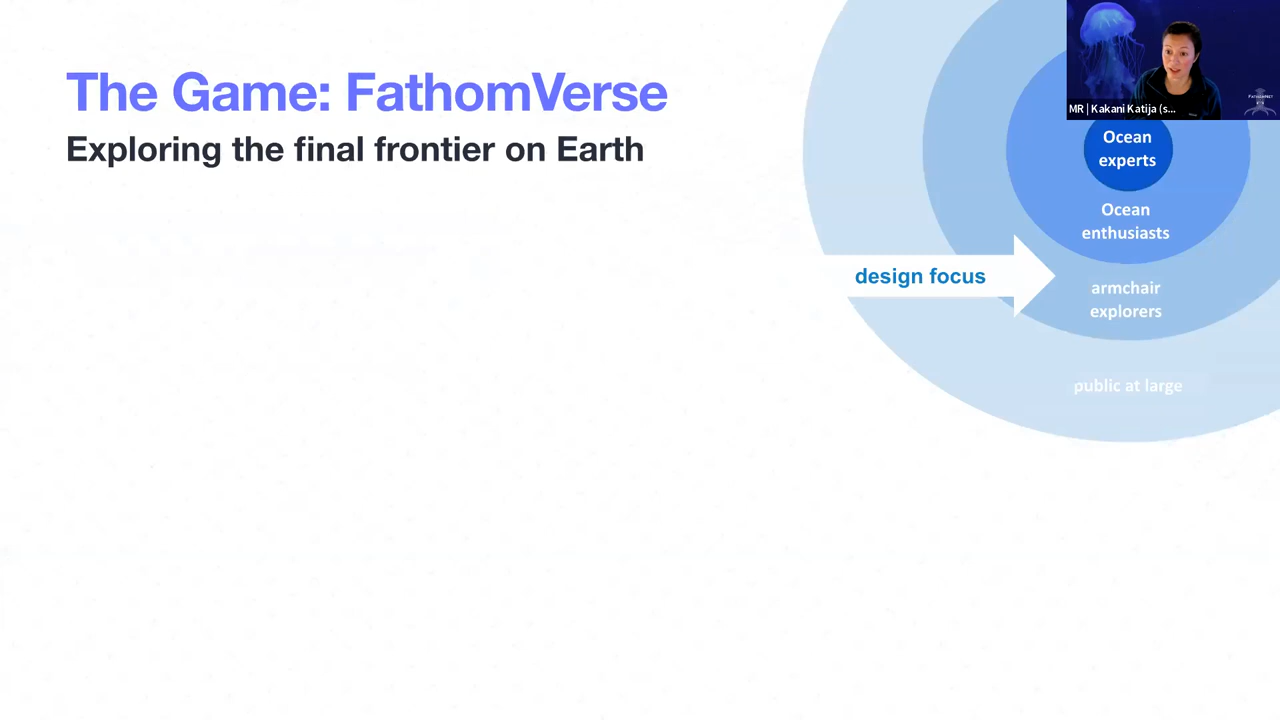 The Game: FathomVerse
Exploring the final frontier on Earth
MR | Kakani Katija (s...
FATHOMNET
Ocean
experts
Ocean
enthusiasts
design focus
armchair
explorers
public at large